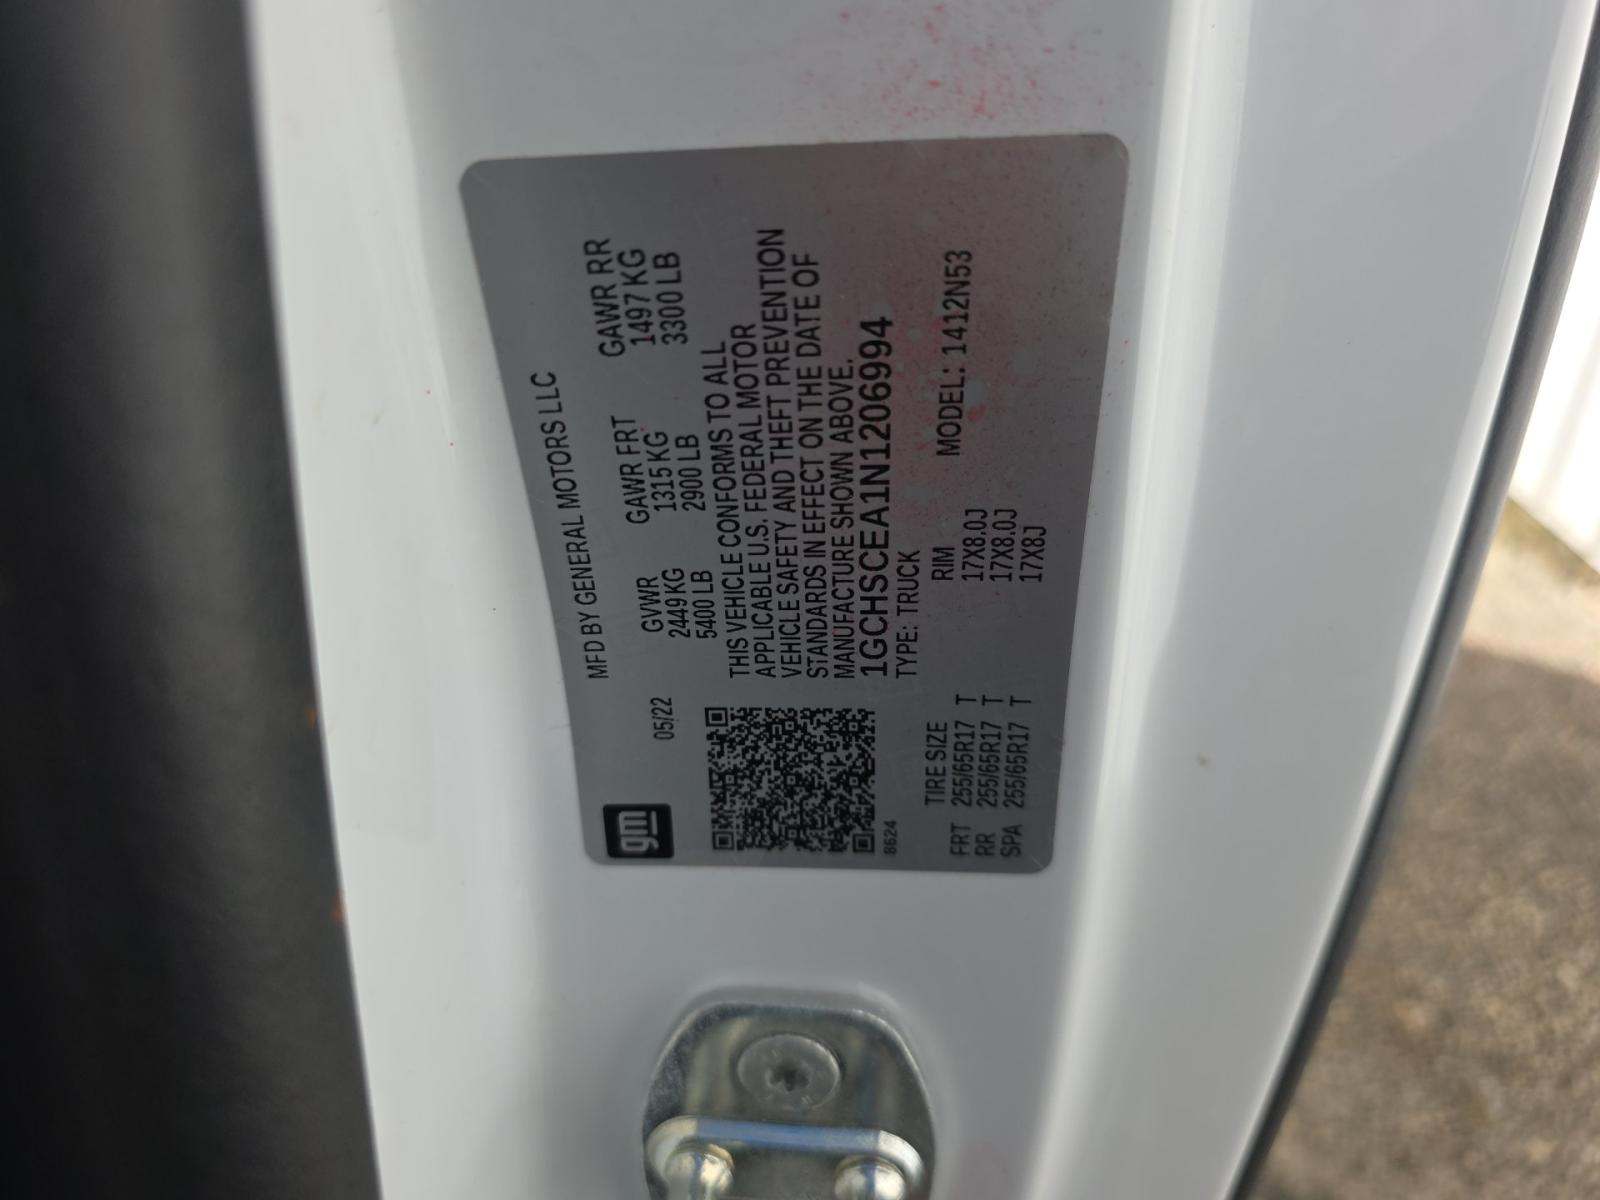 gm
MFD BY GENERAL MOTORS LLC
05/22
GVWR GAWR FRT GAWR RR
2449 KG 1315 KG 1497 KG
5400 LB 2900 LB 3300 LB
THIS VEHICLE CONFORMS TO ALL
APPLICABLE U.S. FEDERAL MOTOR
VEHICLE SAFETY AND THEFT PREVENTION
STANDARDS IN EFFECT ON THE DATE OF
MANUFACTURE SHOWN ABOVE.
1GCHSCEA1N1206994
8624
TYPE: TRUCK
TIRE SIZE RIM MODEL: 1412N53
FRT 255/65R17 T 17X8.0J
RR 255/65R17 T 17X8.0J
SPA 255/65R17 T 17X8J